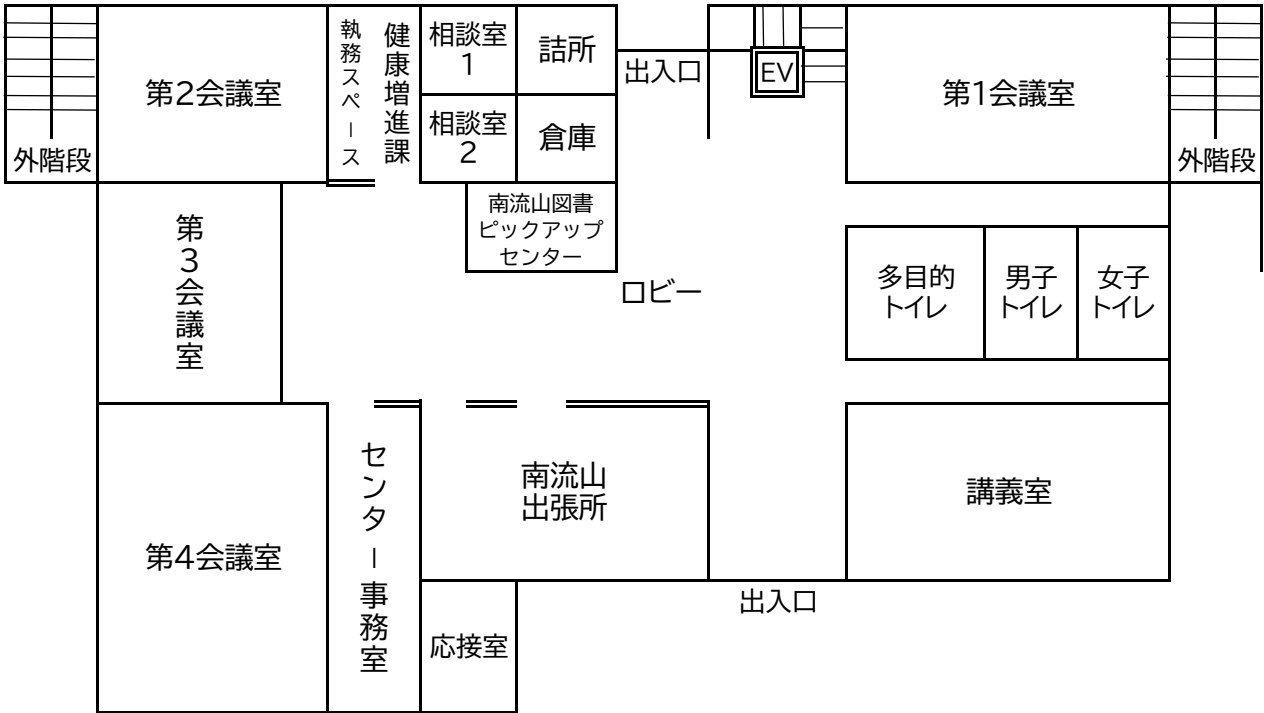 外階段
第2会議室
執務スペース
健康増進課
相談室
1
詰所
相談室
2
倉庫
出入口
EV
第1会議室
外階段
第3会議室
南流山図書
ピックアップ
センター
ロビー
多目的
トイレ
男子
トイレ
女子
トイレ
第4会議室
センター事務室
南流山
出張所
講義室
応接室
出入口